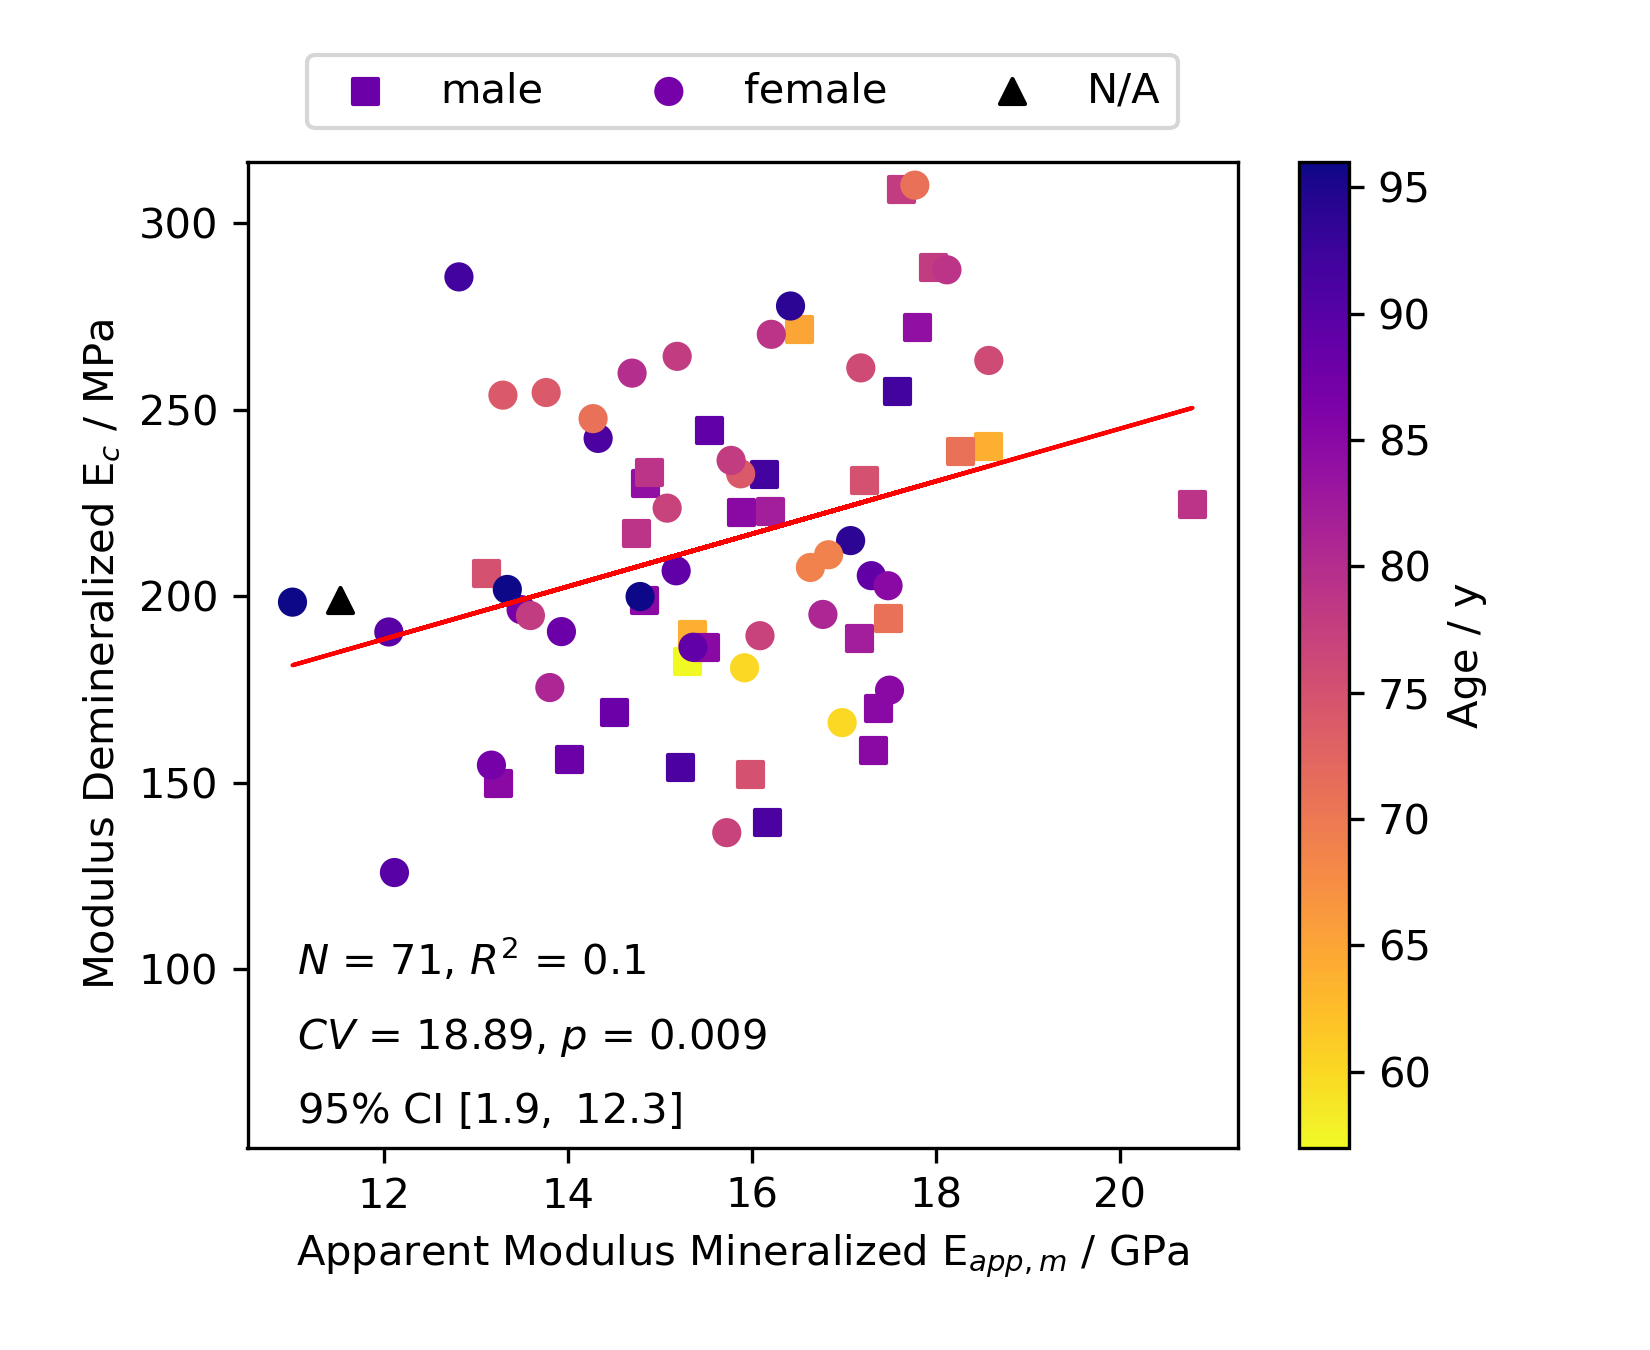 male female N/A
300
250
200
150
100
Modulus Demineralized E_c / MPa
N = 71, R² = 0.1
CV = 18.89, p = 0.009
95% CI [1.9, 12.3]
12 14 16 18 20
Apparent Modulus Mineralized E_app,m / GPa
95
90
85
80
75
70
65
60
Age / y